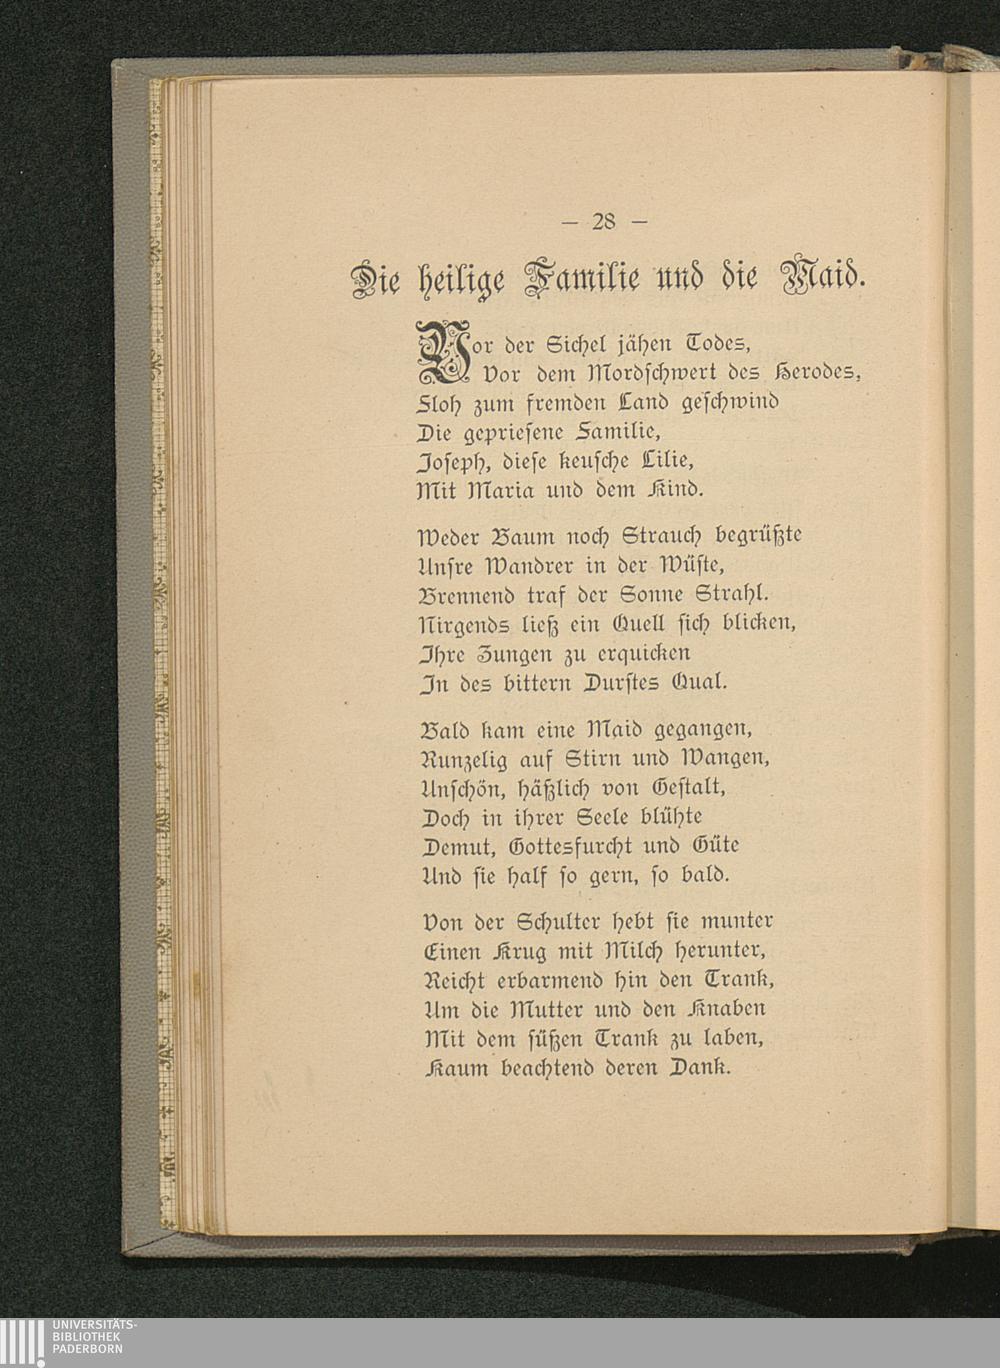 — 28 —
Die heilige Familie und die Maid.
Vor der Sichel jähen Todes,
Vor dem Mordschwert des Herodes,
Floh zum fremden Land geschwind
Die gepriesene Familie,
Joseph, diese keusche Lilie,
Mit Maria und dem Kind.
Weder Baum noch Strauch begrüßte
Unsre Wandrer in der Wüste,
Brennend traf der Sonne Strahl.
Nirgends ließ ein Quell sich blicken,
Ihre Zungen zu erquicken
In des bittern Durstes Qual.
Bald kam eine Maid gegangen,
Runzelig auf Stirn und Wangen,
Unschön, häßlich von Gestalt,
Doch in ihrer Seele blühte
Demut, Gottesfurcht und Güte
Und sie half so gern, so bald.
Von der Schulter hebt sie munter
Einen Krug mit Milch herunter,
Reicht erbarmend hin den Trank,
Um die Mutter und den Knaben
Mit dem süßen Trank zu laben,
Kaum beachtend deren Dank.
UNIVERSITÄTS-
BIBLIOTHEK
PADERBORN